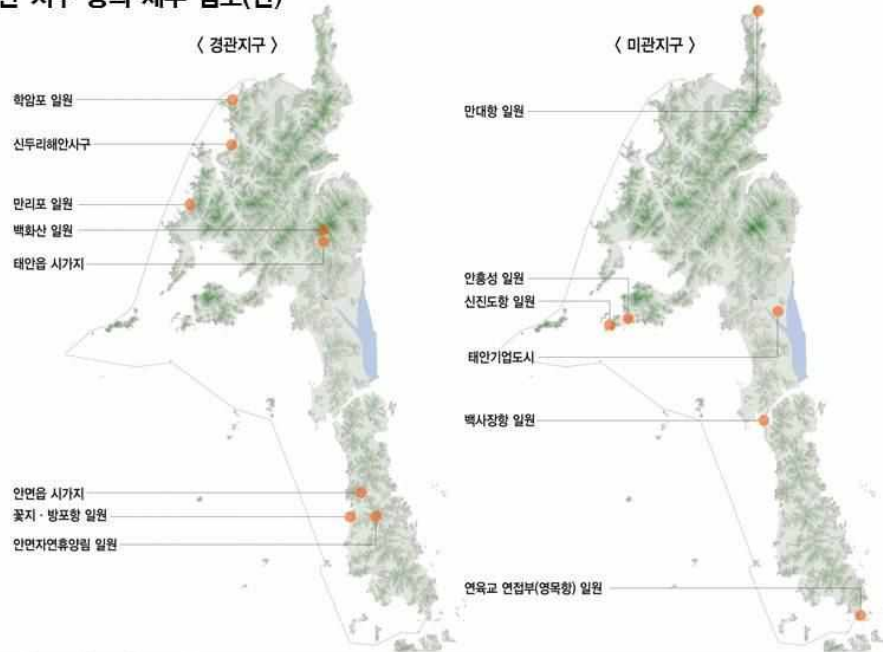 지구
〈 경관지구 〉
학암포 일원
신두리해안사구
만리포 일원
백화산 일원
태안읍 시가지
안면읍 시가지
꽃지 · 방포항 일원
안면자연휴양림 일원
〈 미관지구 〉
만대항 일원
안흥성 일원
신진도항 일원
태안기업도시
백사장항 일원
연육교 연접부(영목항) 일원